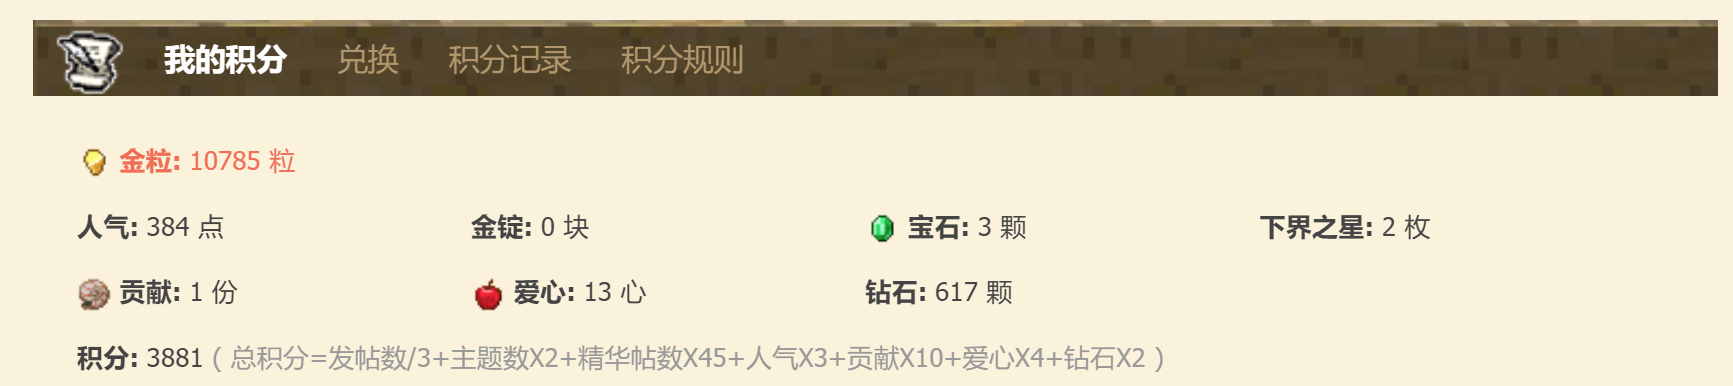 我的积分 兑换 积分记录 积分规则
金粒: 10785 粒
人气: 384 点 金锭: 0 块 宝石: 3 颗 下界之星: 2 枚
贡献: 1 份 爱心: 13 心 钻石: 617 颗
积分: 3881 ( 总积分=发帖数/3+主题数X2+精华帖数X45+人气X3+贡献X10+爱心X4+钻石X2 )